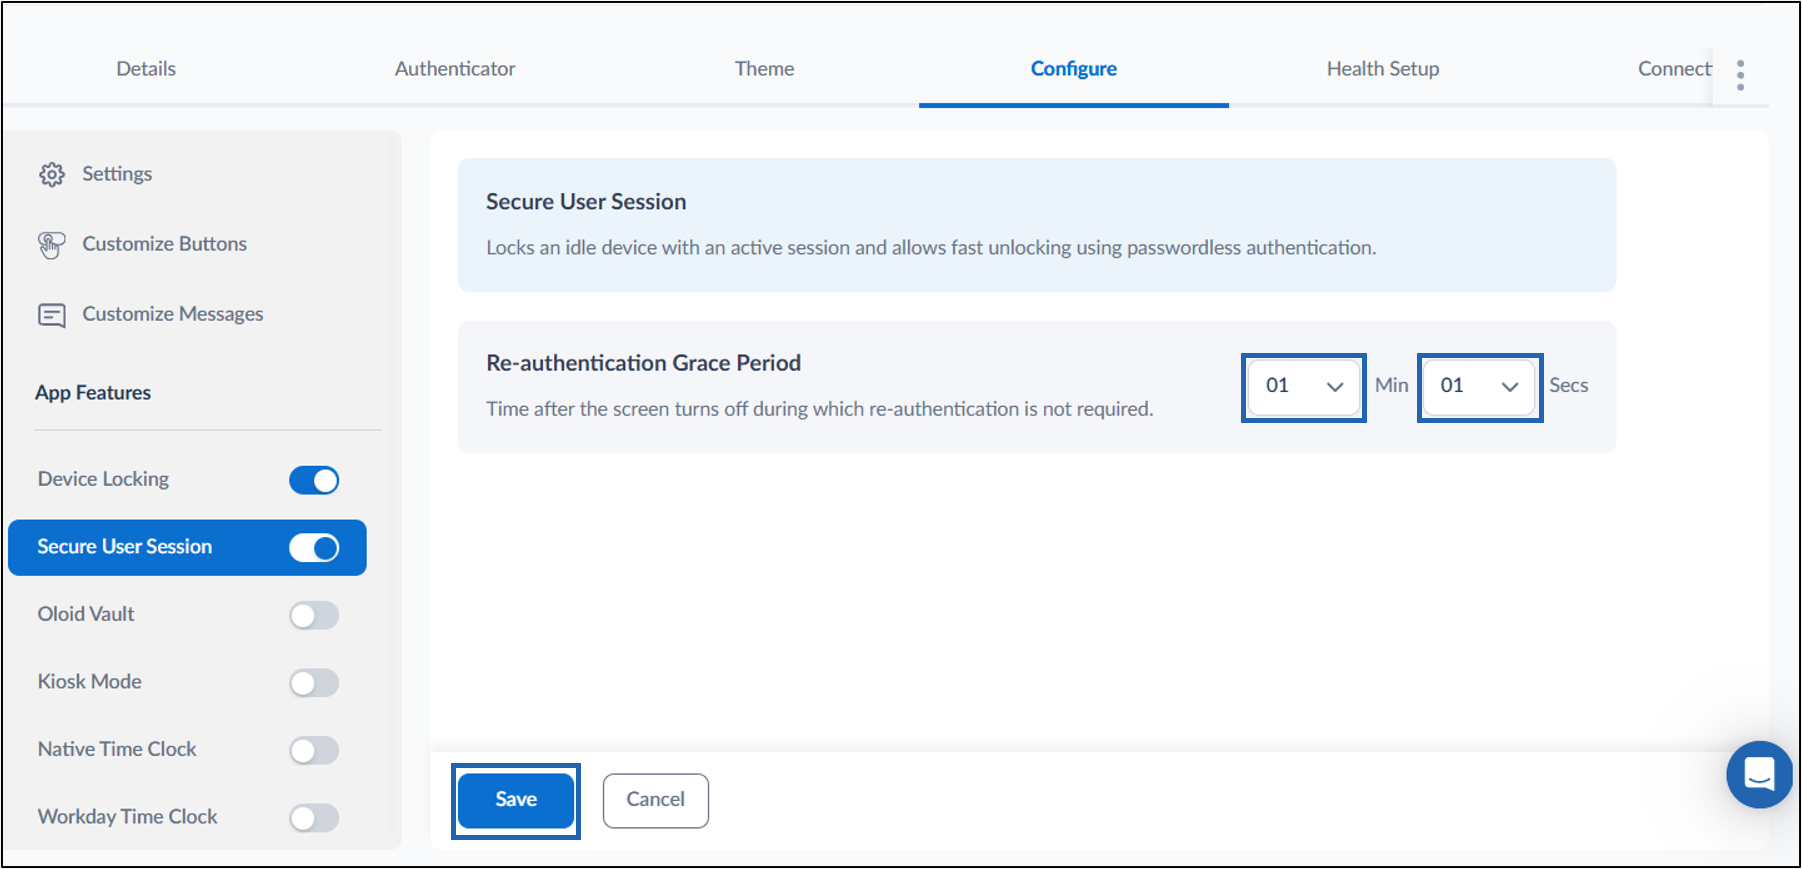 Details Authenticator Theme Configure Health Setup Connect
Settings
Customize Buttons
Customize Messages
App Features
Device Locking
Secure User Session
Oloid Vault
Kiosk Mode
Native Time Clock
Workday Time Clock
Secure User Session
Locks an idle device with an active session and allows fast unlocking using passwordless authentication.
Re-authentication Grace Period
Time after the screen turns off during which re-authentication is not required.
01 Min 01 Secs
Save Cancel